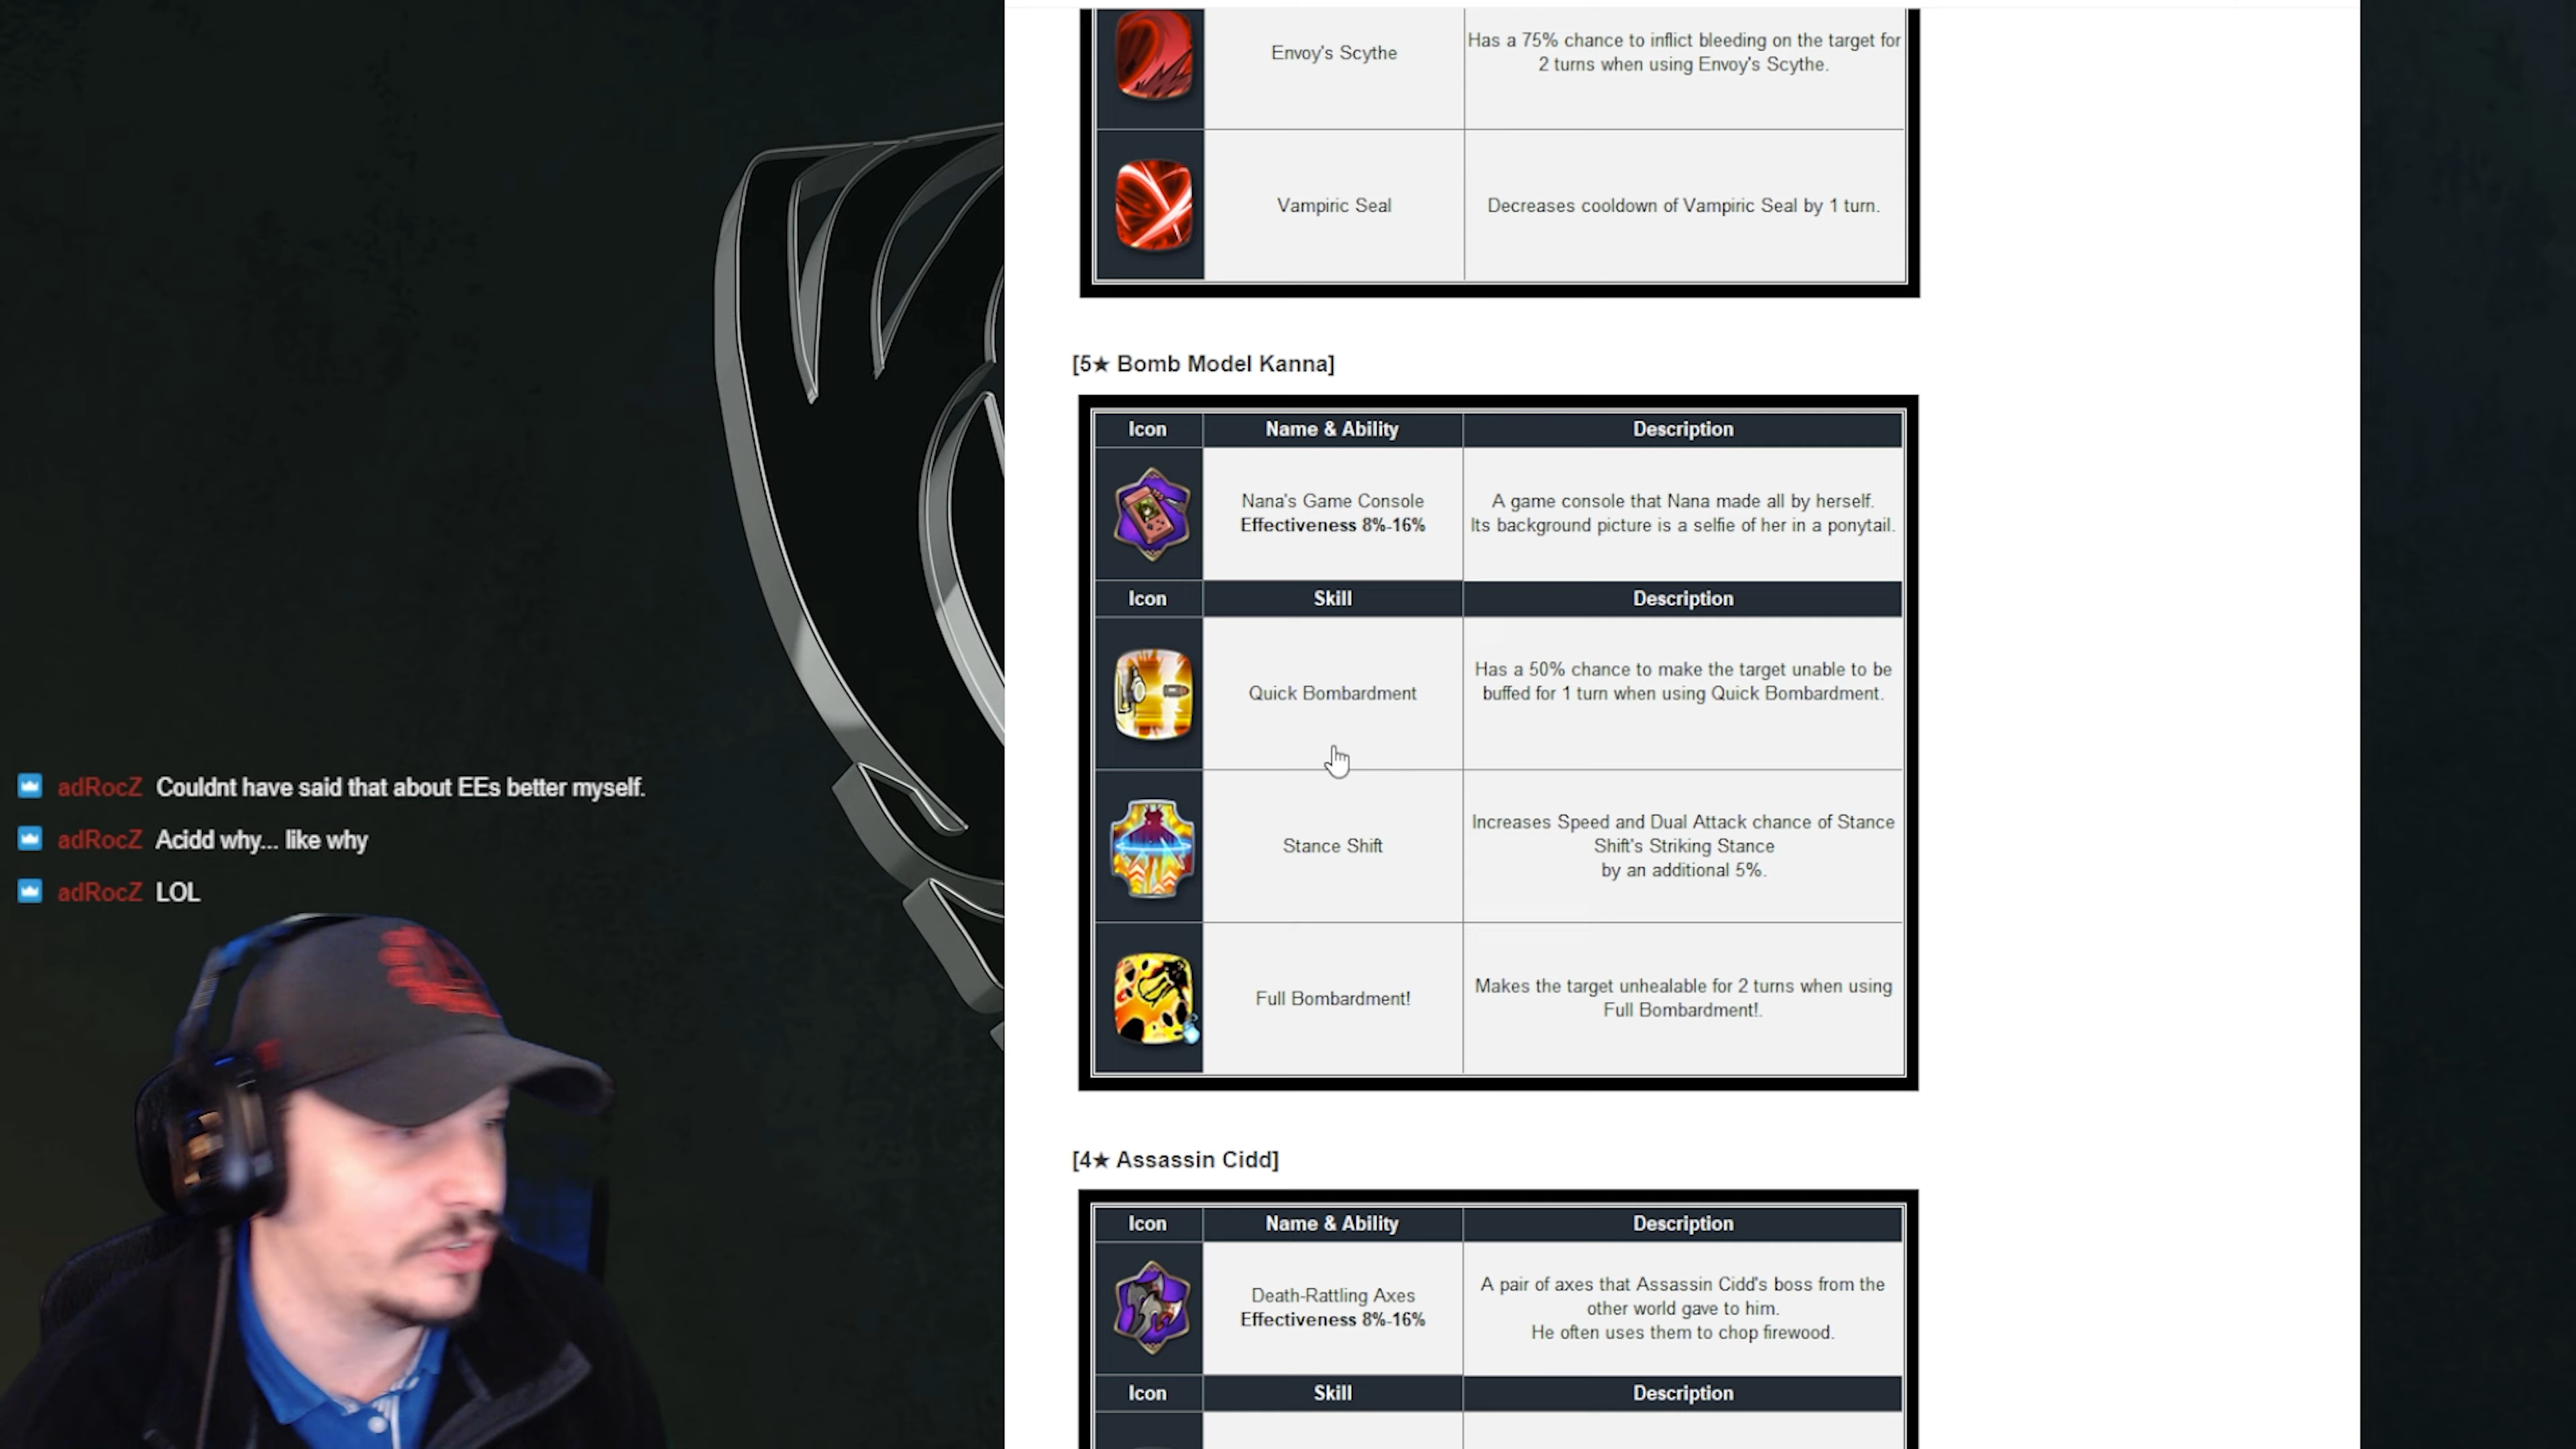 Envoy's Scythe
Has a 75% chance to inflict bleeding on the target for
2 turns when using Envoy's Scythe.
Vampiric Seal
Decreases cooldown of Vampiric Seal by 1 turn.
[5★ Bomb Model Kanna]
Icon
Name & Ability
Description
Nana's Game Console
Effectiveness 8%-16%
A game console that Nana made all by herself.
Its background picture is a selfie of her in a ponytail.
Icon
Skill
Description
Quick Bombardment
Has a 50% chance to make the target unable to be
buffed for 1 turn when using Quick Bombardment.
Stance Shift
Increases Speed and Dual Attack chance of Stance
Shift's Striking Stance
by an additional 5%.
Full Bombardment!
Makes the target unhealable for 2 turns when using
Full Bombardment!.
[4★ Assassin Cidd]
Icon
Name & Ability
Description
Death-Rattling Axes
Effectiveness 8%-16%
A pair of axes that Assassin Cidd's boss from the
other world gave to him.
He often uses them to chop firewood.
Icon
Skill
Description
adRocZ Couldnt have said that about EEs better myself.
adRocZ Acidd why... like why
adRocZ LOL